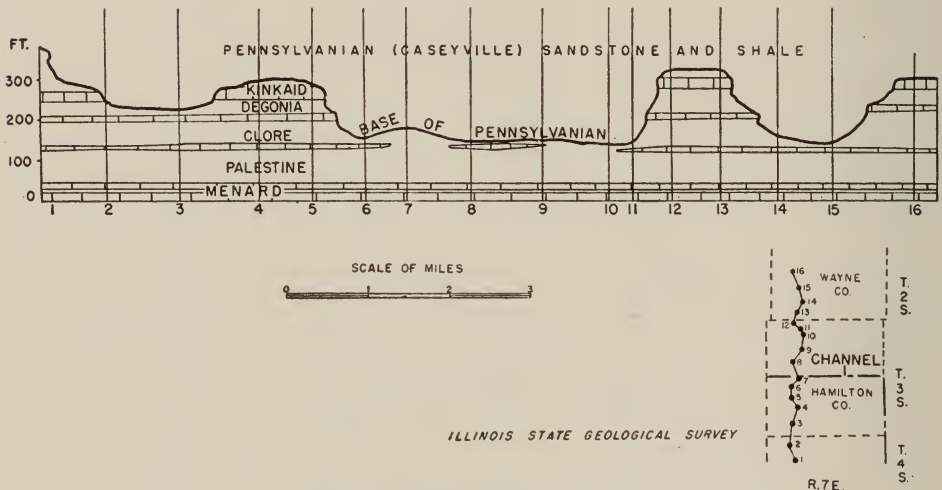 FT.
PENNSYLVANIAN (CASEYVILLE) SANDSTONE AND SHALE
300
KINKAID
DEGONIA
200
BASE OF PENNSYLVANIAN
CLORE
100
PALESTINE
0
MENARD
1 2 3 4 5 6 7 8 9 10 11 12 13 14 15 16
SCALE OF MILES
0 1 2 3
16
WAYNE
CO.
T.
2
S.
15
14
13
12
11
10
9
CHANNEL
8
7
T.
3
S.
6
HAMILTON
CO.
5
4
3
ILLINOIS STATE GEOLOGICAL SURVEY
2
T.
4
S.
1
R.7E.